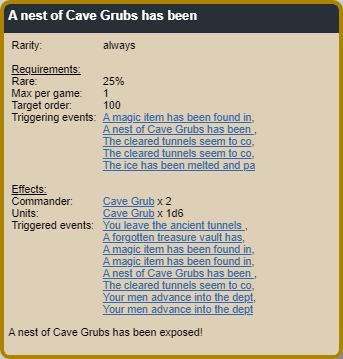 A nest of Cave Grubs has been
Rarity: always
Requirements:
Rare: 25%
Max per game: 1
Target order: 100
Triggering events: A magic item has been found in,
A nest of Cave Grubs has been ,
The cleared tunnels seem to co,
The cleared tunnels seem to co,
The ice has been melted and pa
Effects:
Commander: Cave Grub x 2
Units: Cave Grub x 1d6
Triggered events: You leave the ancient tunnels ,
A forgotten treasure vault has,
A magic item has been found in,
A magic item has been found in,
A nest of Cave Grubs has been ,
The cleared tunnels seem to co,
Your men advance into the dept,
Your men advance into the dept
A nest of Cave Grubs has been exposed!